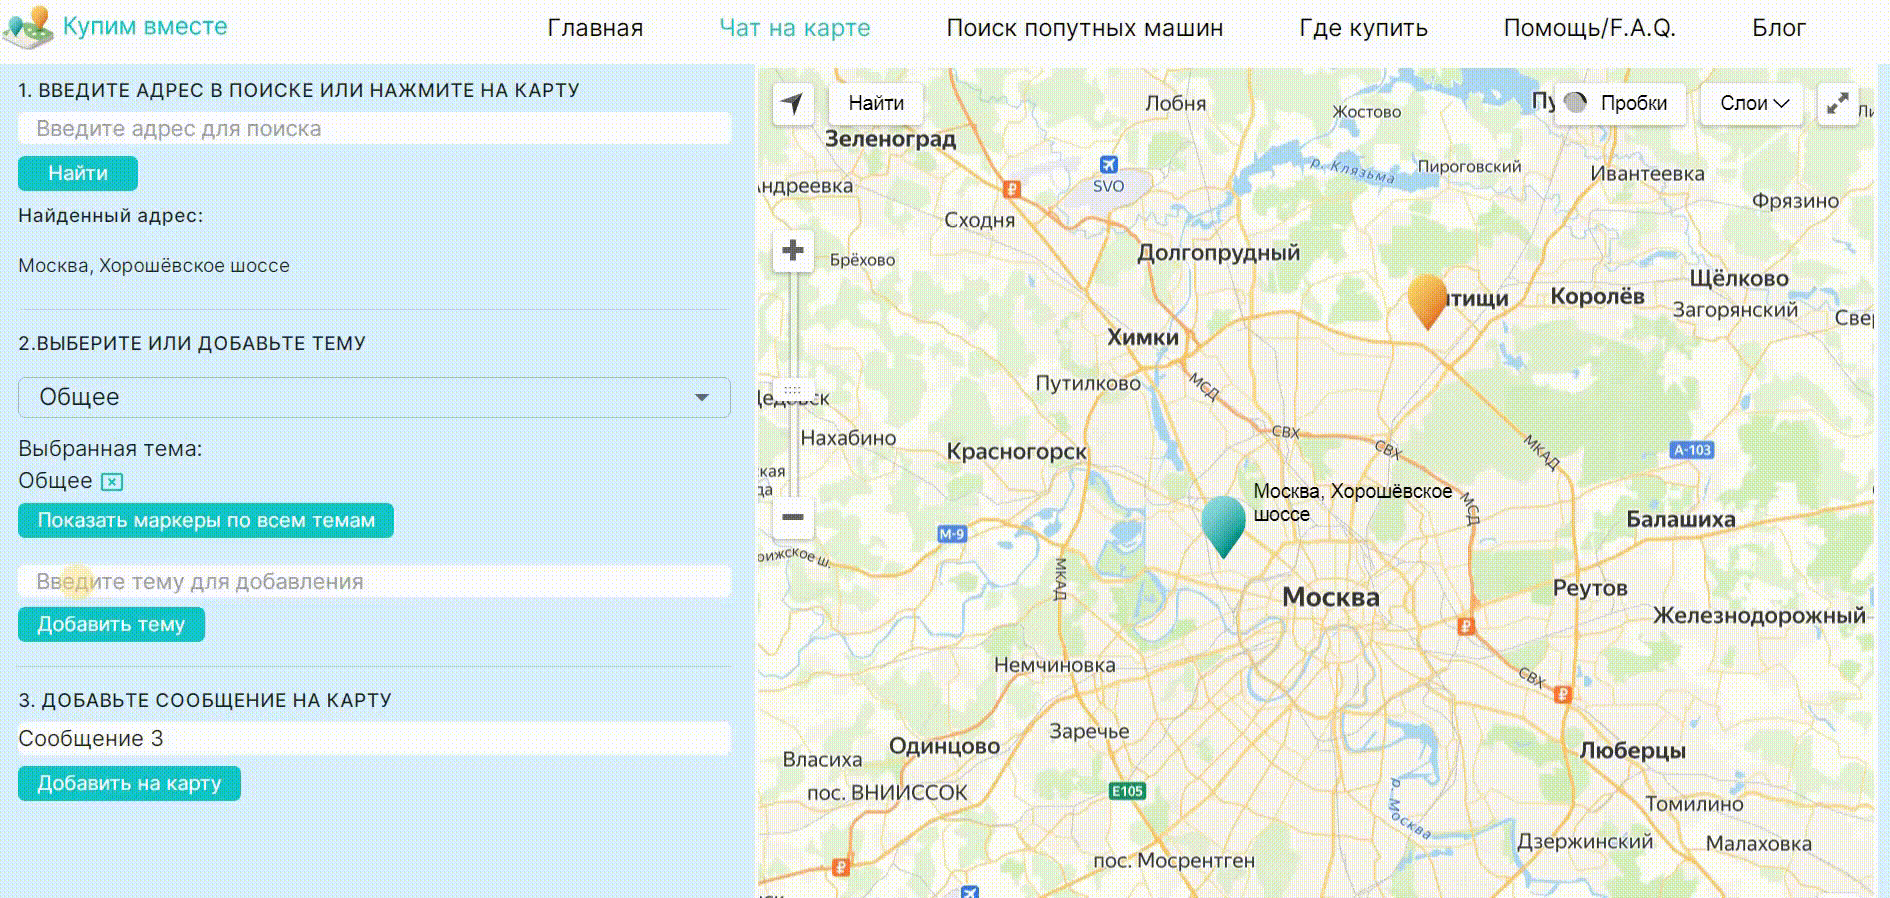 Купим вместе
Главная
Чат на карте
Поиск попутных машин
Где купить
Помощь/F.A.Q.
Блог
1. ВВЕДИТЕ АДРЕС В ПОИСКЕ ИЛИ НАЖМИТЕ НА КАРТУ
Введите адрес для поиска
Найти
Найденный адрес:
Москва, Хорошёвское шоссе
2.ВЫБЕРИТЕ ИЛИ ДОБАВЬТЕ ТЕМУ
Общее
Выбранная тема:
Общее
Показать маркеры по всем темам
Введите тему для добавления
Добавить тему
3. ДОБАВЬТЕ СООБЩЕНИЕ НА КАРТУ
Сообщение 3
Добавить на карту
Найти
Пробки
Слои
Лобня
Жостово
Зеленоград
SVO
р. Клязьма
Пироговский
Ивантеевка
Фрязино
Сходня
Брёхово
Долгопрудный
Щёлково
Королёв
Загорянский
Химки
Путилково
МСД
Нахабино
Красногорск
СВХ
СВХ
МКАД
А-103
Москва, Хорошёвское
шоссе
МСД
М-9
Балашиха
МКАД
Москва
Реутов
Железнодорожный
Немчиновка
СВХ
Заречье
Одинцово
Власиха
Люберцы
пос. ВНИИССОК
Е105
р. Москва
Томилино
Дзержинский
Малаховка
пос. Мосрентген